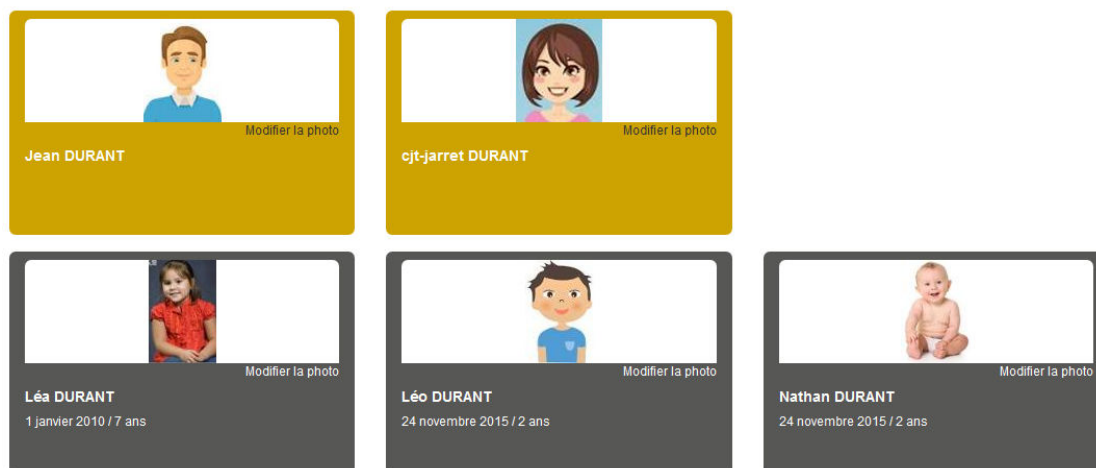 Modifier la photo
Jean DURANT
Modifier la photo
cjt-jarret DURANT
Modifier la photo
Léa DURANT
1 janvier 2010 / 7 ans
Modifier la photo
Léo DURANT
24 novembre 2015 / 2 ans
Modifier la photo
Nathan DURANT
24 novembre 2015 / 2 ans